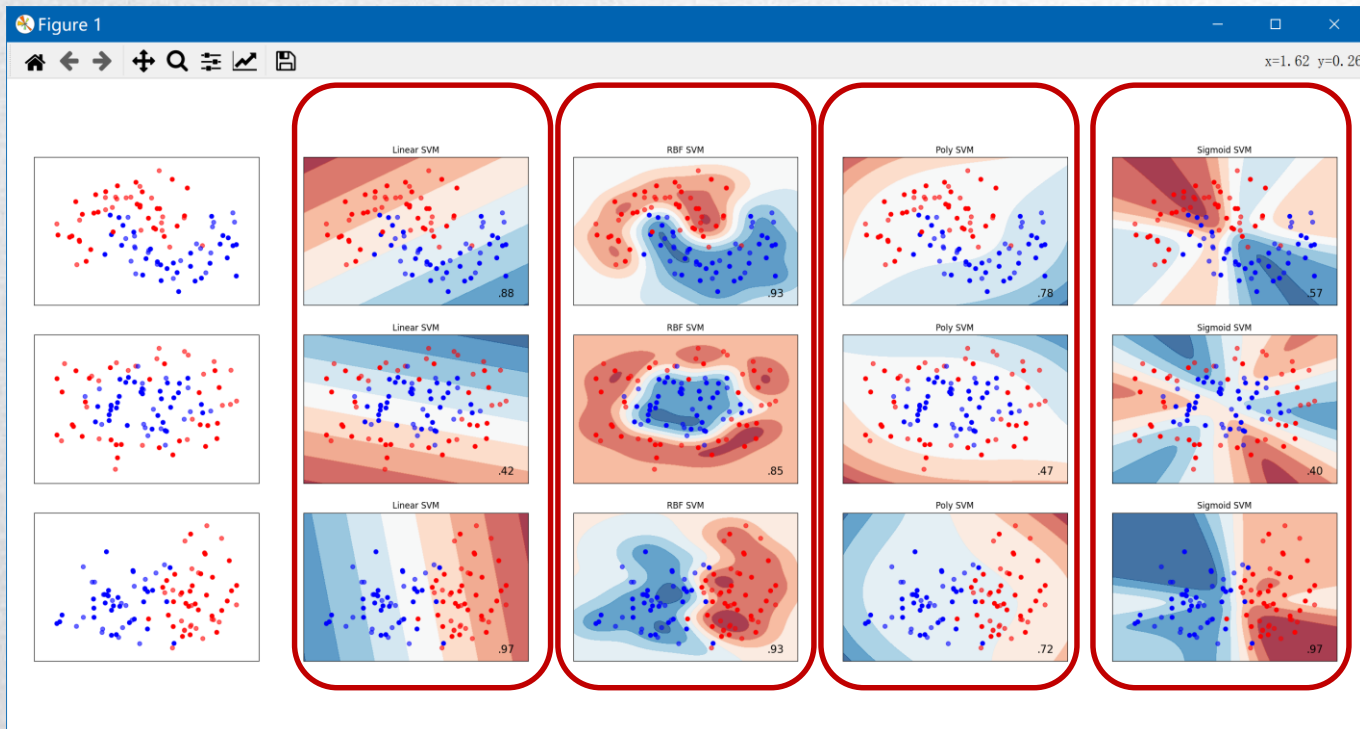 Figure 1
x=1.62 y=0.26
Linear SVM
RBF SVM
Poly SVM
Sigmoid SVM
.88
.93
.78
.57
Linear SVM
RBF SVM
Poly SVM
Sigmoid SVM
.42
.85
.47
.40
Linear SVM
RBF SVM
Poly SVM
Sigmoid SVM
.97
.93
.72
.97